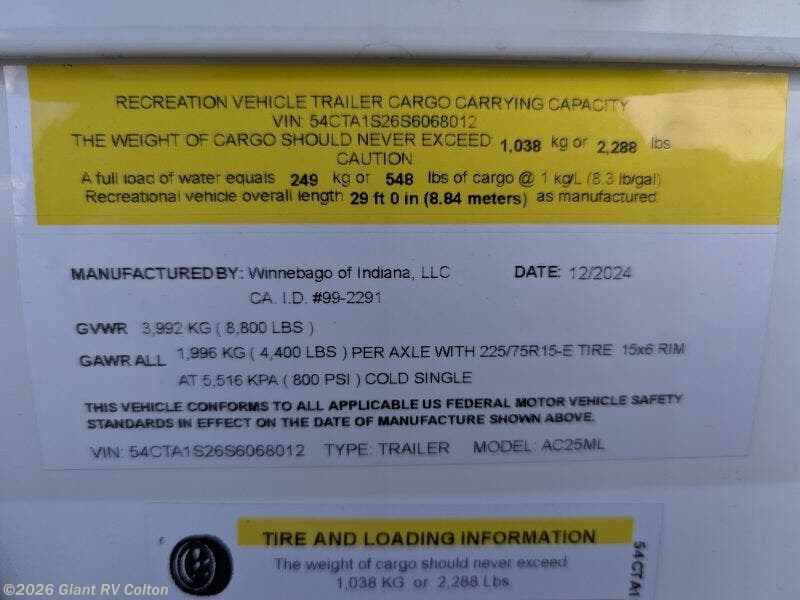 RECREATION VEHICLE TRAILER CARGO CARRYING CAPACITY
VIN: 54CTA1S26S6068012
THE WEIGHT OF CARGO SHOULD NEVER EXCEED 1,038 kg or 2,288 lbs
CAUTION:
A full load of water equals 249 kg or 548 lbs of cargo @ 1 kg/L (8.3 lb/gal)
Recreational vehicle overall length 29 ft 0 in (8.84 meters) as manufactured.
MANUFACTURED BY: Winnebago of Indiana, LLC DATE: 12/2024
CA. I.D. #99-2291
GVWR 3,992 KG ( 8,800 LBS )
GAWR ALL 1,996 KG ( 4,400 LBS ) PER AXLE WITH 225/75R15-E TIRE 15x6 RIM
AT 5,516 KPA ( 800 PSI ) COLD SINGLE
THIS VEHICLE CONFORMS TO ALL APPLICABLE US FEDERAL MOTOR VEHICLE SAFETY
STANDARDS IN EFFECT ON THE DATE OF MANUFACTURE SHOWN ABOVE.
VIN: 54CTA1S26S6068012 TYPE: TRAILER MODEL: AC25ML
TIRE AND LOADING INFORMATION
The weight of cargo should never exceed
1,038 KG or 2,288 Lbs
54CTA1
©2026 Giant RV Colton